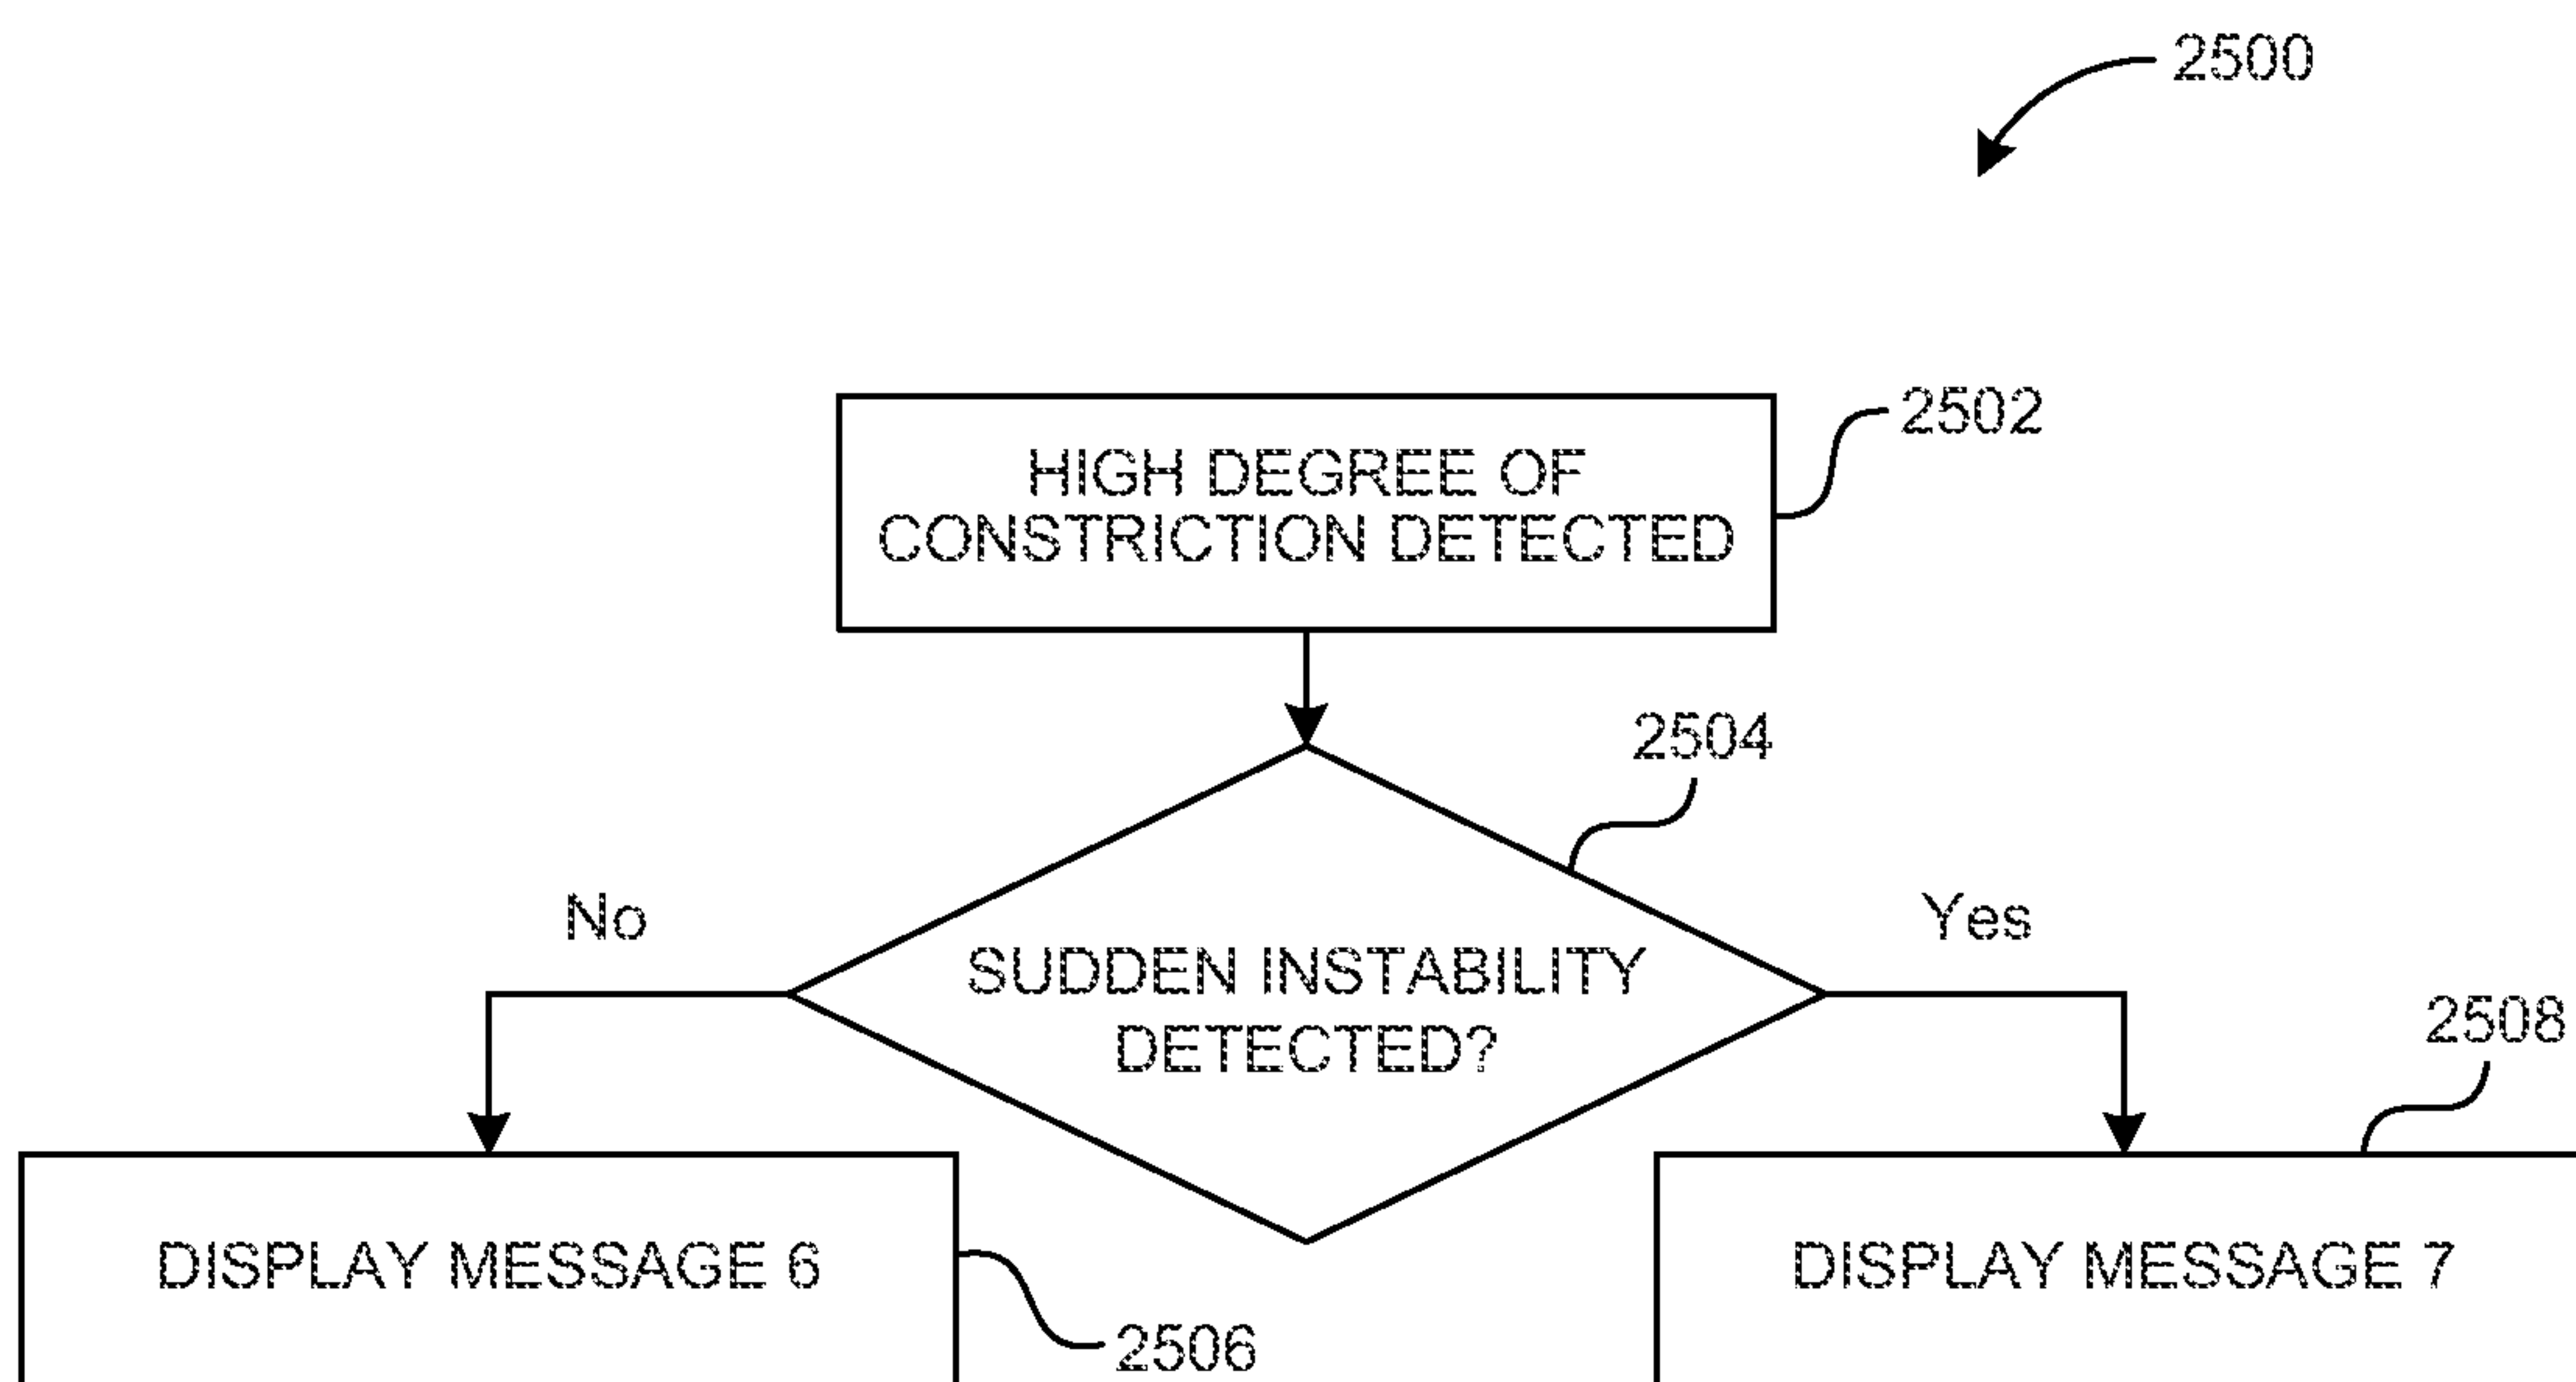 2500
2502
HIGH DEGREE OF
CONSTRICTION DETECTED
2504
No
Yes
SUDDEN INSTABILITY
DETECTED?
2508
DISPLAY MESSAGE 6
DISPLAY MESSAGE 7
2506